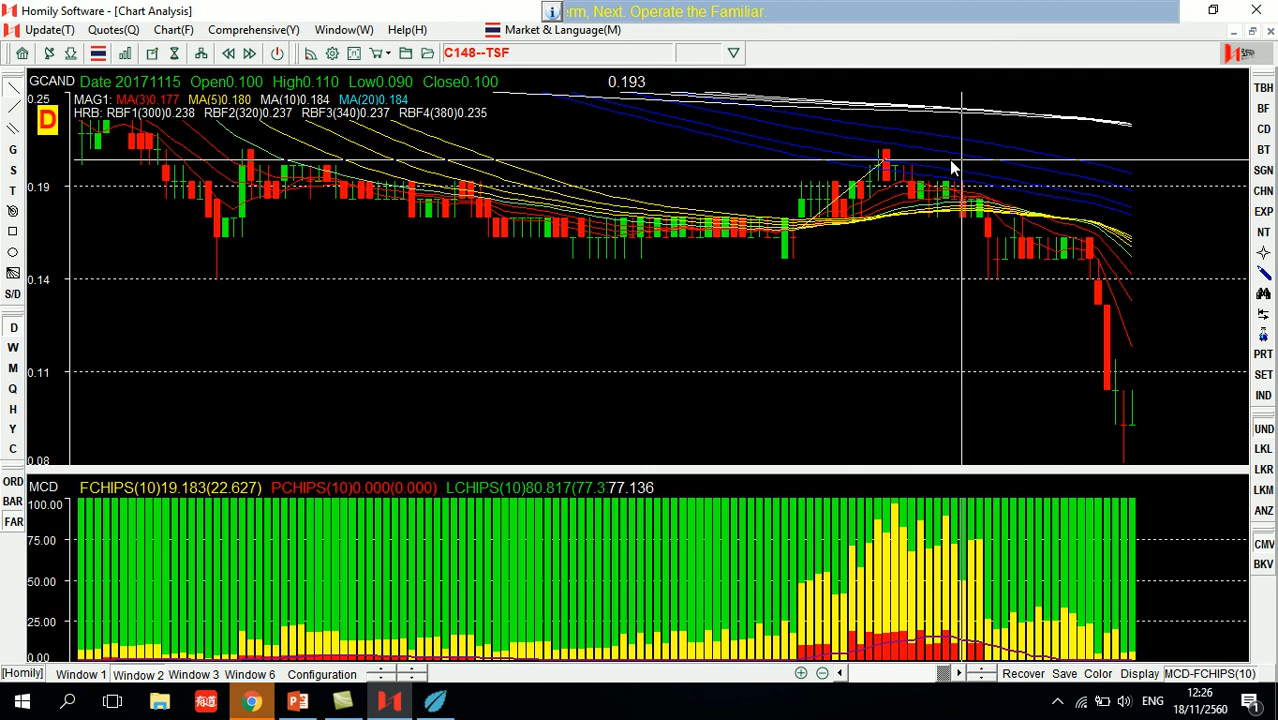 Homily Software - [Chart Analysis]
rm, Next. Operate the Familiar.
Update(T) Quotes(Q) Chart(F) Comprehensive(Y) Window(W) Help(H) Market & Language(M)
C148--TSF
GCAND Date 20171115 Open0.100 High0.110 Low0.090 Close0.100 0.193
0.25 MAG1: MA(3)0.177 MA(5)0.180 MA(10)0.184 MA(20)0.184
D HRB: RBF1(300)0.238 RBF2(320)0.237 RBF3(340)0.237 RBF4(380)0.235
0.19
0.14
0.11
0.08
MCD FCHIPS(10)19.183(22.627) PCHIPS(10)0.000(0.000) LCHIPS(10)80.817(77.3 77.136
100.00
75.00
50.00
25.00
0.00
G
S
T
S/D
D
W
M
Q
H
Y
C
ORD
BAR
FAR
TBH
BF
CD
BT
SGN
CHN
EXP
NT
PRT
SET
IND
UND
LKL
LKR
LKM
ANZ
CMV
BKV
[Homily] Window 1 Window 2 Window 3 Window 6 Configuration Recover Save Color Display MCD-FCHIPS(10)
有道
ENG
12:26
18/11/2560
1